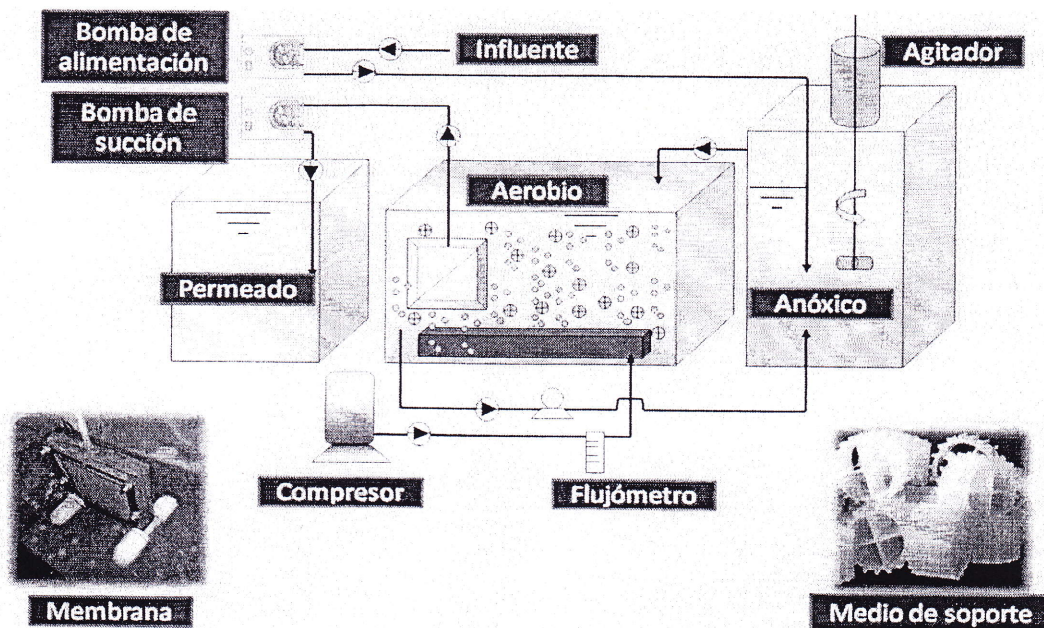 Bomba de
alimentación
Influente
Agitador
Bomba de
succión
Aerobio
Permeado
Anóxico
Compresor
Flujómetro
Membrana
Medio de soporte